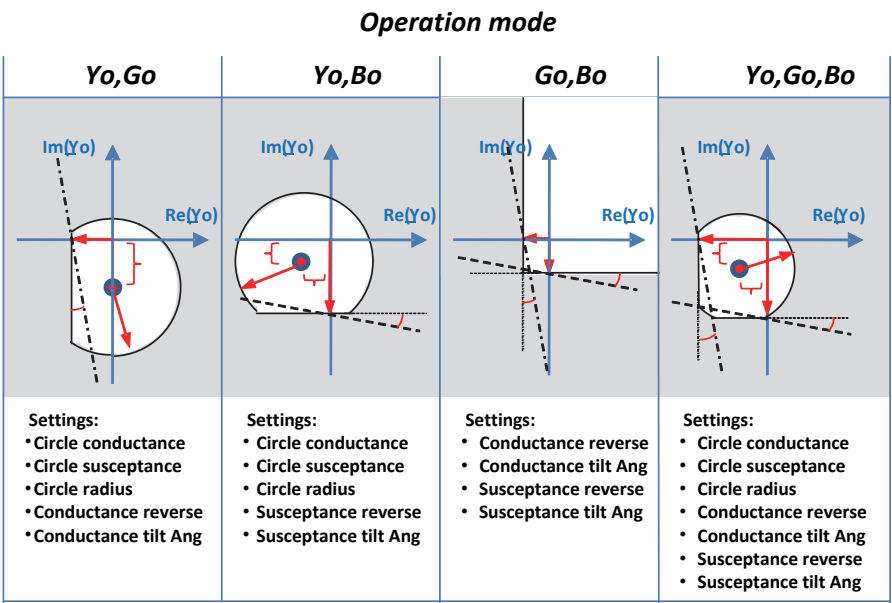 Operation mode
Yo,Go
Yo,Bo
Go,Bo
Yo,Go,Bo
Im(Yo)
Re(Yo)
Im(Yo)
Re(Yo)
Im(Yo)
Re(Yo)
Im(Yo)
Re(Yo)
Settings:
• Circle conductance
• Circle susceptance
• Circle radius
• Conductance reverse
• Conductance tilt Ang
Settings:
• Circle conductance
• Circle susceptance
• Circle radius
• Susceptance reverse
• Susceptance tilt Ang
Settings:
• Conductance reverse
• Conductance tilt Ang
• Susceptance reverse
• Susceptance tilt Ang
Settings:
• Circle conductance
• Circle susceptance
• Circle radius
• Conductance reverse
• Conductance tilt Ang
• Susceptance reverse
• Susceptance tilt Ang